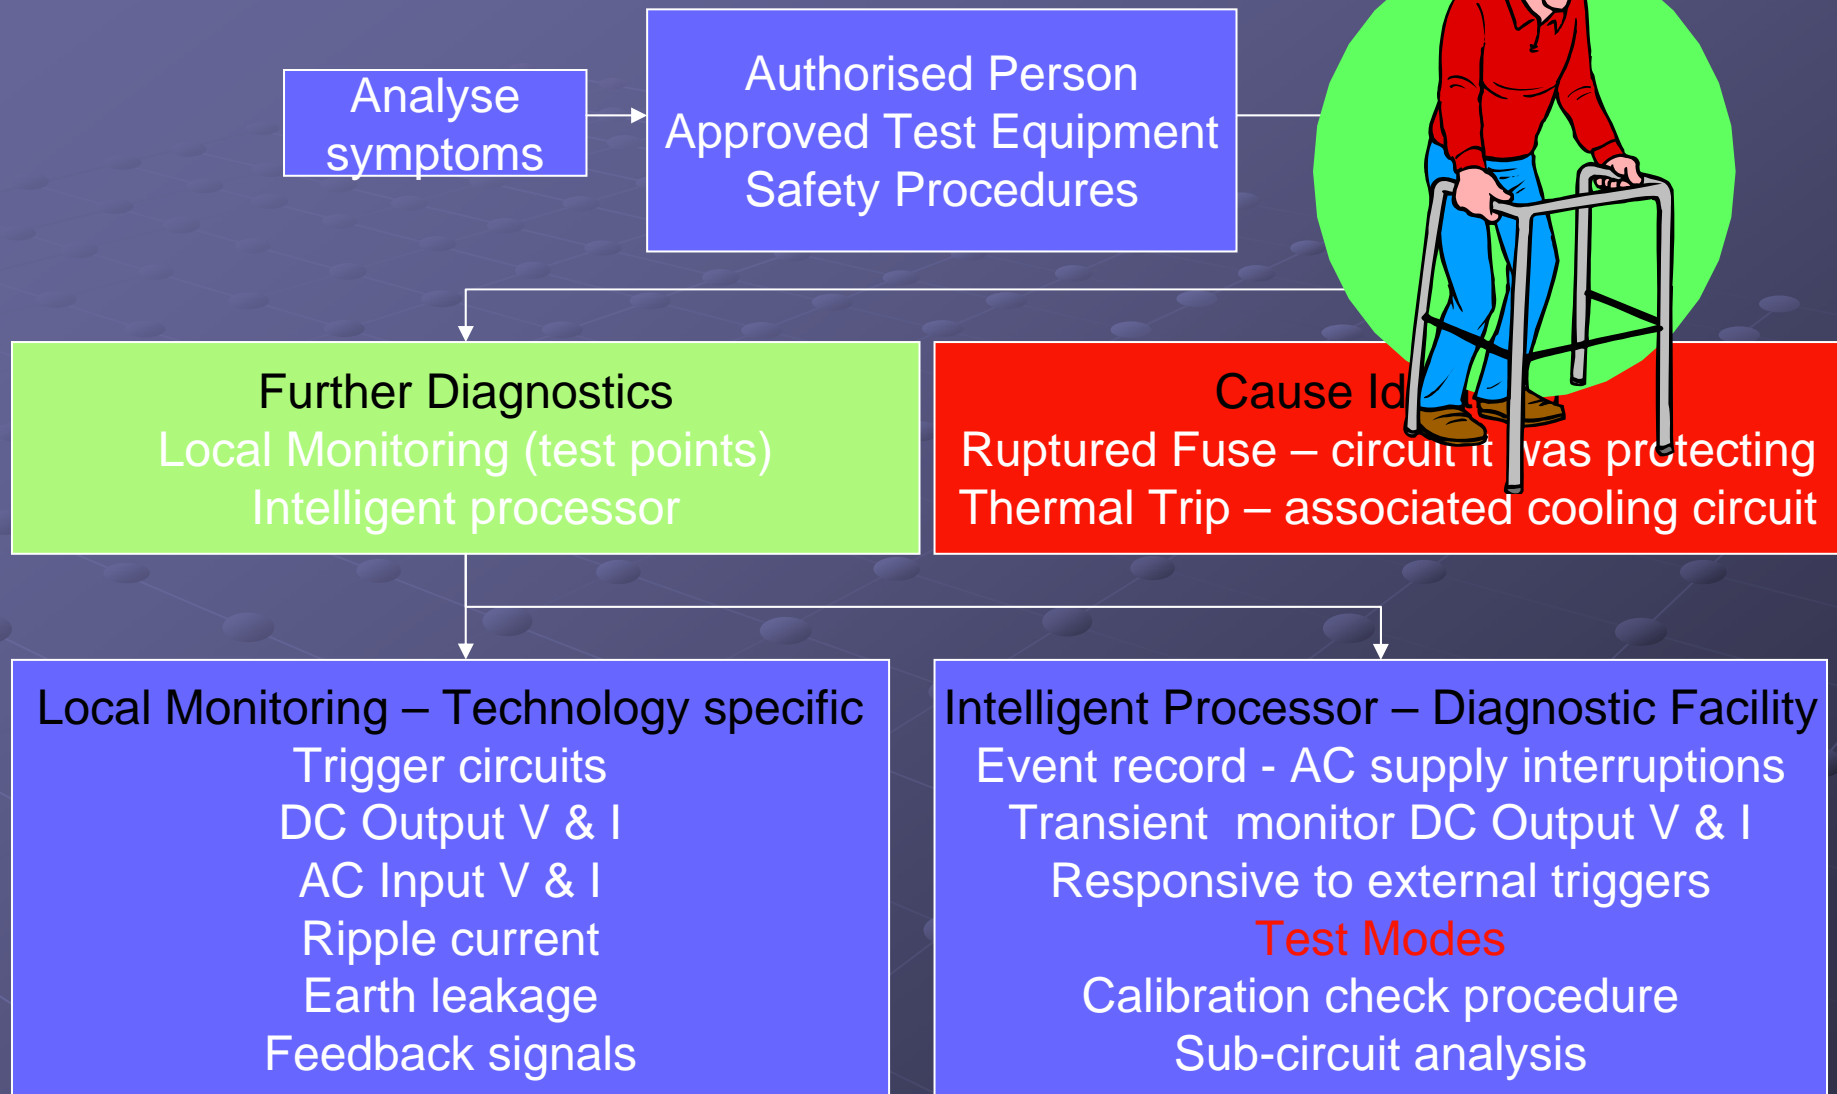 Analyse
symptoms
Authorised Person
Approved Test Equipment
Safety Procedures
Further Diagnostics
Local Monitoring (test points)
Intelligent processor
Cause
Ruptured Fuse – circuit it was protecting
Thermal Trip – associated cooling circuit
Local Monitoring – Technology specific
Trigger circuits
DC Output V & I
AC Input V & I
Ripple current
Earth leakage
Feedback signals
Intelligent Processor – Diagnostic Facility
Event record - AC supply interruptions
Transient monitor DC Output V & I
Responsive to external triggers
Test Modes
Calibration check procedure
Sub-circuit analysis